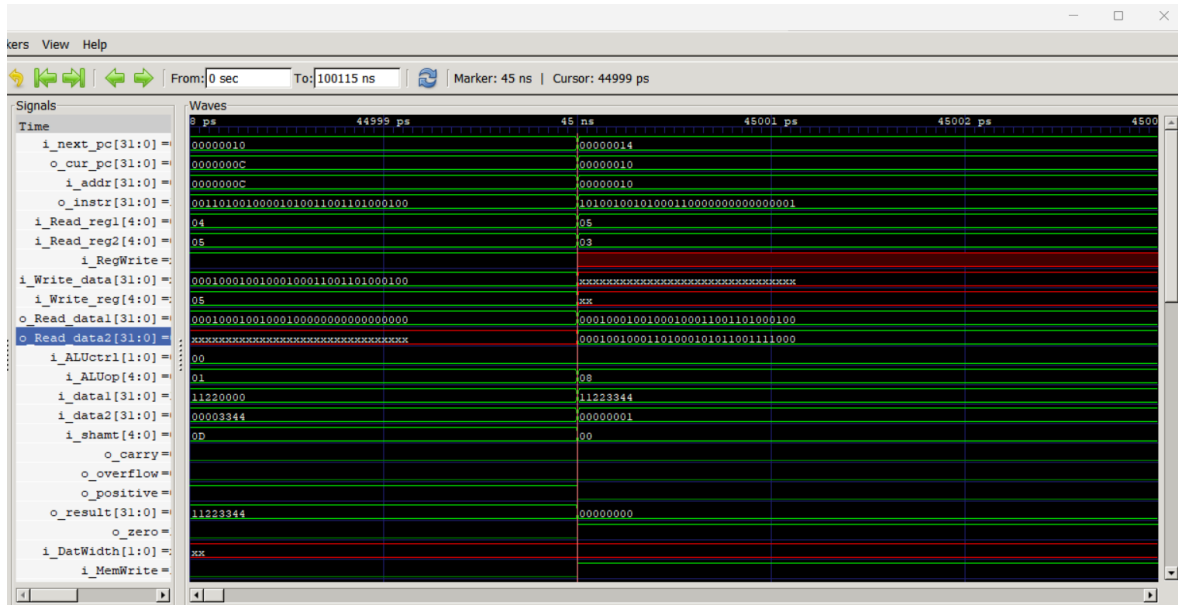 kers View Help
From: 0 sec To: 100115 ns Marker: 45 ns | Cursor: 44999 ps
Signals Waves
Time 8 ps 44999 ps 45 ns 45001 ps 45002 ps 4500
i_next_pc[31:0] = 00000010 00000014
o_cur_pc[31:0] = 0000000C 00000010
i_addr[31:0] = 0000000C 00000010
o_instr[31:0] = 00110100100001010011001101000100 10100100101000110000000000000001
i_Read_reg1[4:0] = 04 05
i_Read_reg2[4:0] = 05 03
i_RegWrite =
i_Write_data[31:0] = 00010001001000100011001101000100 xxxxxxxxxxxxxxxxxxxxxxxxxxxxxxxx
i_Write_reg[4:0] = 05 xx
o_Read_data1[31:0] = 00010001001000100000000000000000 00010001001000100011001101000100
o_Read_data2[31:0] = xxxxxxxxxxxxxxxxxxxxxxxxxxxxxxxx 00010010001101000101011001111000
i_ALUctrl[1:0] = 00
i_ALUop[4:0] = 01 08
i_data1[31:0] = 11220000 11223344
i_data2[31:0] = 00003344 00000001
i_shamt[4:0] = 0D 00
o_carry =
o_overflow =
o_positive =
o_result[31:0] = 11223344 00000000
o_zero =
i_DatWidth[1:0] = xx
i_MemWrite =